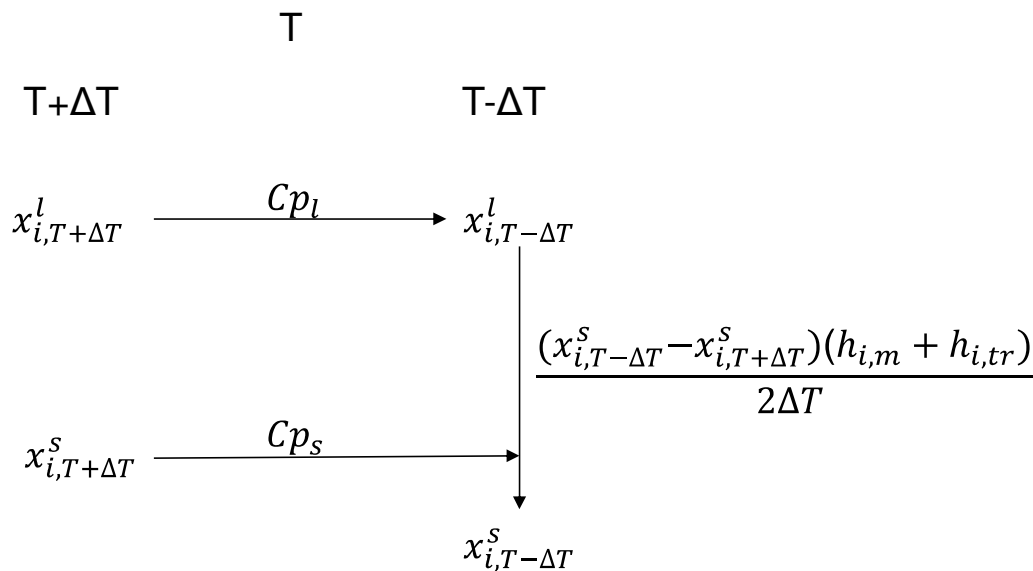 T
T+ΔT T-ΔT
Cp_l
x^l_{i,T+ΔT} x^l_{i,T−ΔT}
(x^s_{i,T−ΔT}−x^s_{i,T+ΔT})(h_{i,m} + h_{i,tr})
2ΔT
Cp_s
x^s_{i,T+ΔT}
x^s_{i,T−ΔT}